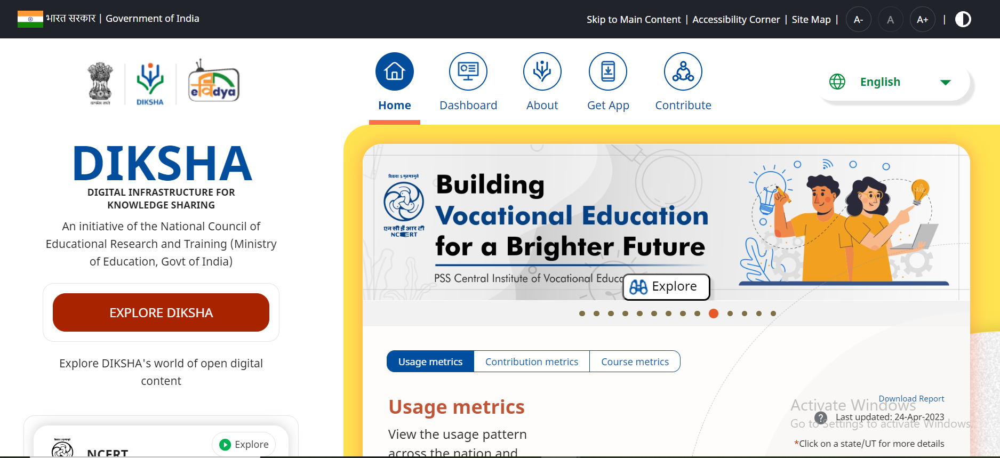 भारत सरकार | Government of India
Skip to Main Content | Accessibility Corner | Site Map | A- A A+ |
DIKSHA
eविद्या dya
Home
Dashboard
About
Get App
Contribute
English
DIKSHA
DIGITAL INFRASTRUCTURE FOR
KNOWLEDGE SHARING
An initiative of the National Council of
Educational Research and Training (Ministry
of Education, Govt of India)
EXPLORE DIKSHA
Explore DIKSHA's world of open digital
content
NCERT
Explore
विद्यया ऽ मृतमश्नुते
एन सी ई आर टी
NCERT
Building
Vocational Education
for a Brighter Future
PSS Central Institute of Vocational Educa
Explore
Usage metrics
Contribution metrics
Course metrics
Usage metrics
View the usage pattern
across the nation and
Download Report
Last updated: 24-Apr-2023
*Click on a state/UT for more details
Activate Windows
Go to Settings to activate Windows.